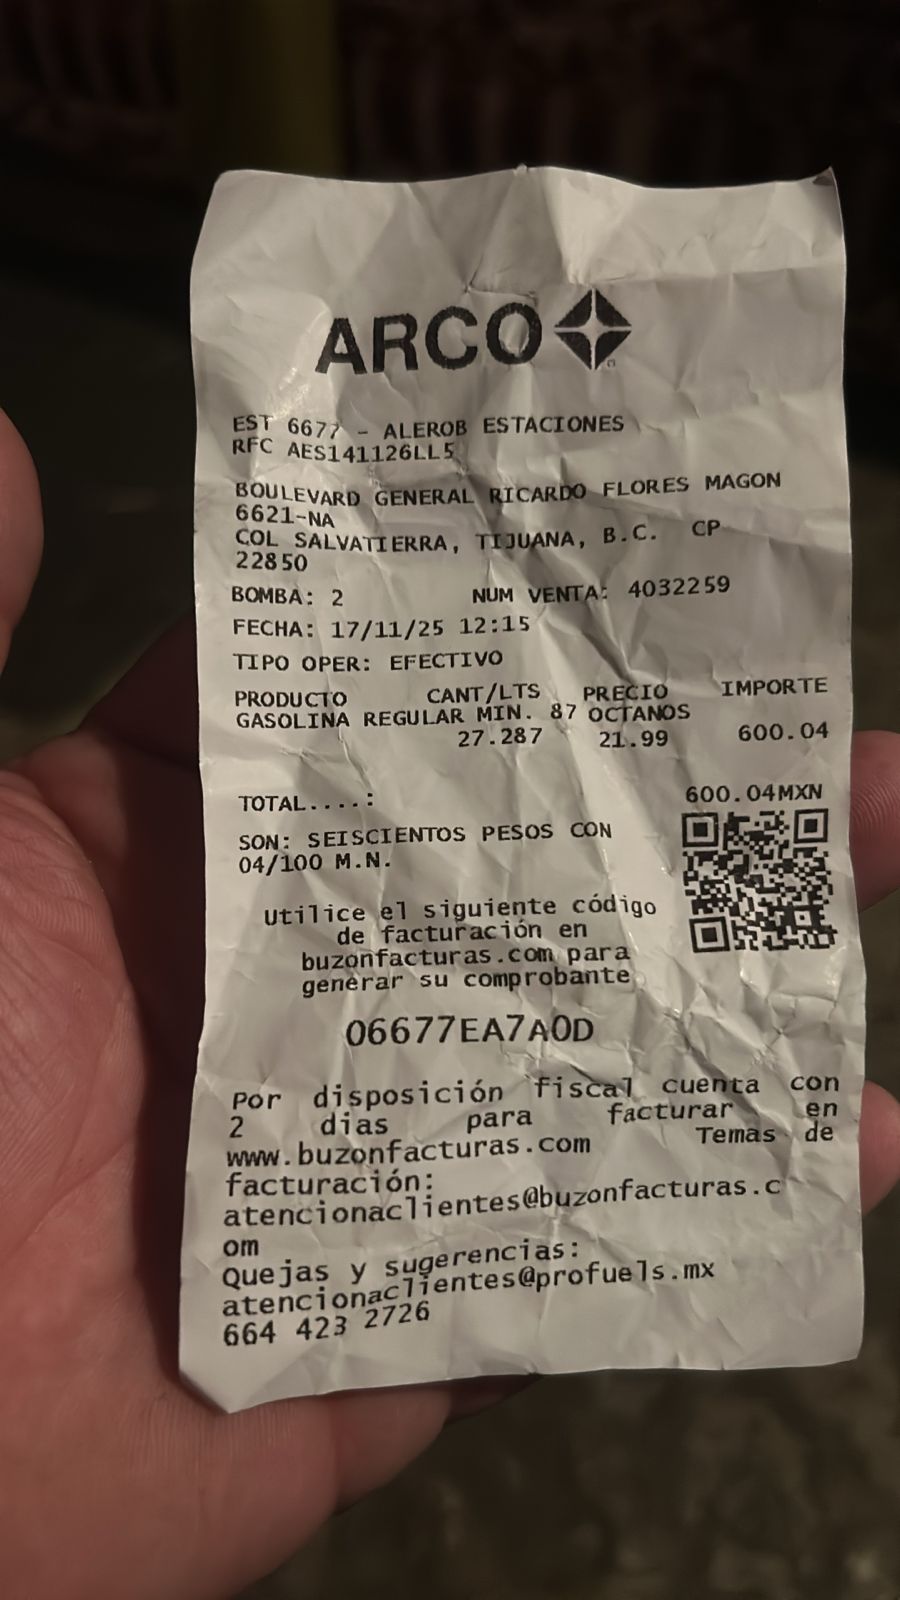 ARCO
EST 6677 - ALEROB ESTACIONES
RFC AES141126LL5
BOULEVARD GENERAL RICARDO FLORES MAGON
6621-NA
COL SALVATIERRA, TIJUANA, B.C. CP
22850
BOMBA: 2 NUM VENTA: 4032259
FECHA: 17/11/25 12:15
TIPO OPER: EFECTIVO
PRODUCTO CANT/LTS PRECIO IMPORTE
GASOLINA REGULAR MIN. 87 OCTANOS
27.287 21.99 600.04
TOTAL....: 600.04MXN
SON: SEISCIENTOS PESOS CON
04/100 M.N.
Utilice el siguiente código
de facturación en
buzonfacturas.com para
generar su comprobante
06677EA7A0D
Por disposición fiscal cuenta con
2 dias para facturar en
www.buzonfacturas.com Temas de
facturación:
atencionaclientes@buzonfacturas.c
om
Quejas y sugerencias:
atencionaclientes@profuels.mx
664 423 2726